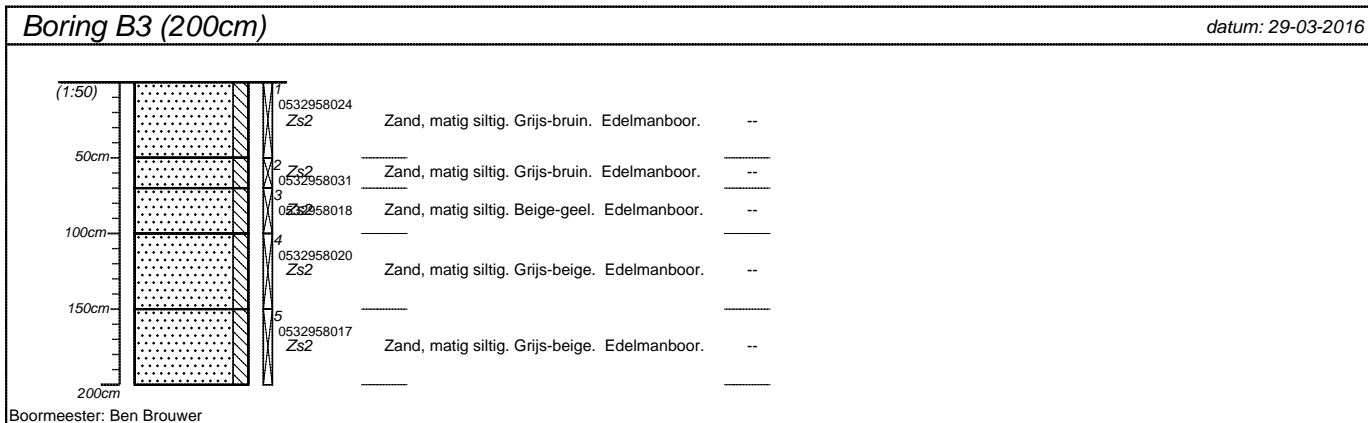 Boring B3 (200cm) datum: 29-03-2016
(1:50) 1
0532958024
Zs2 Zand, matig siltig. Grijs-bruin. Edelmanboor. --
50cm
2 Zs2 Zand, matig siltig. Grijs-bruin. Edelmanboor. --
0532958031
3
0532958018 Zs2 Zand, matig siltig. Beige-geel. Edelmanboor. --
100cm
4
0532958020
Zs2 Zand, matig siltig. Grijs-beige. Edelmanboor. --
150cm
5
0532958017
Zs2 Zand, matig siltig. Grijs-beige. Edelmanboor. --
200cm
Boormeester: Ben Brouwer